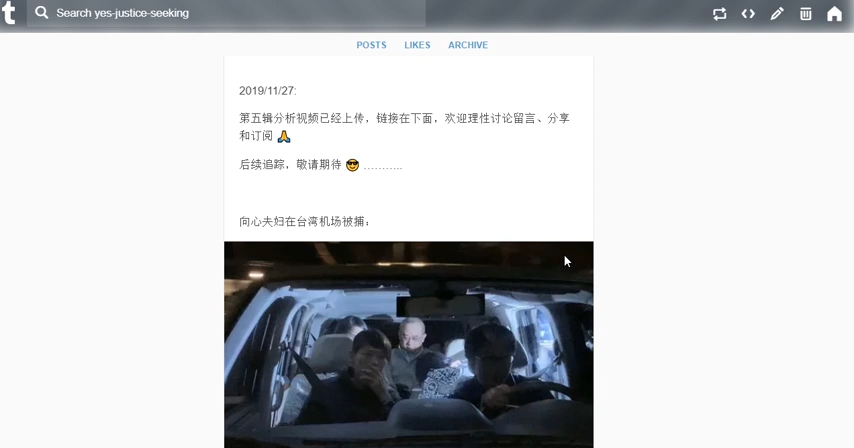 t
Search yes-justice-seeking
POSTS LIKES ARCHIVE
2019/11/27:
第五辑分析视频已经上传，链接在下面，欢迎理性讨论留言、分享
和订阅 🙏
后续追踪，敬请期待 😎 ………..
向心夫妇在台湾机场被捕：